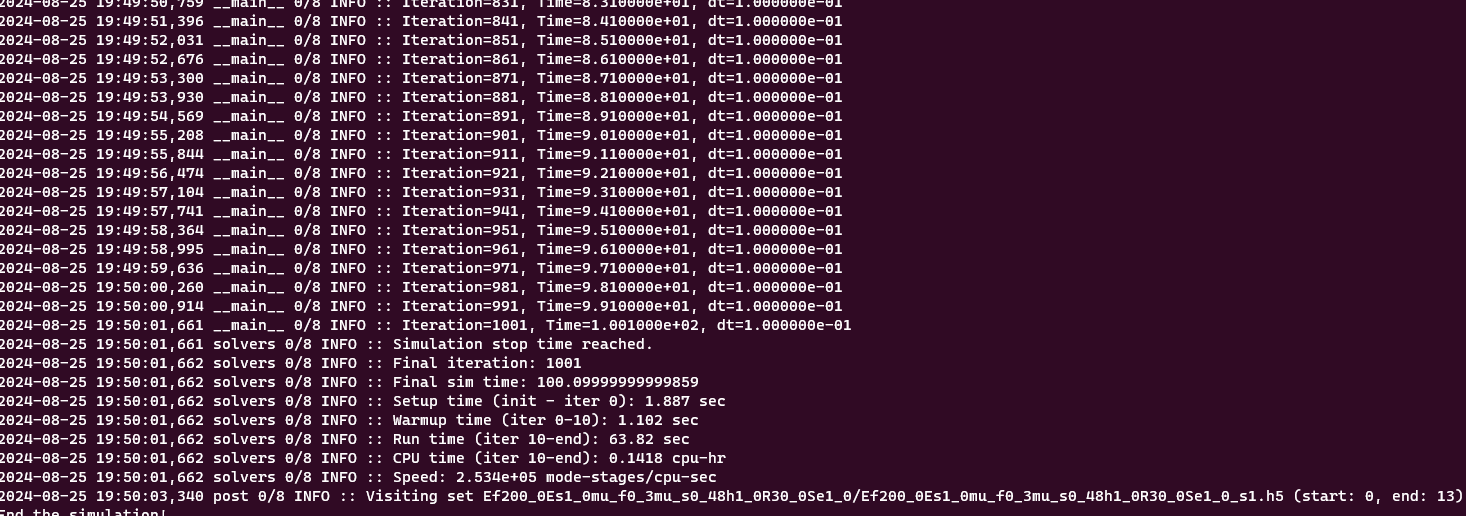 2024-08-25 19:49:50,759 __main__ 0/8 INFO :: Iteration=831, Time=8.310000e+01, dt=1.000000e-01
2024-08-25 19:49:51,396 __main__ 0/8 INFO :: Iteration=841, Time=8.410000e+01, dt=1.000000e-01
2024-08-25 19:49:52,031 __main__ 0/8 INFO :: Iteration=851, Time=8.510000e+01, dt=1.000000e-01
2024-08-25 19:49:52,676 __main__ 0/8 INFO :: Iteration=861, Time=8.610000e+01, dt=1.000000e-01
2024-08-25 19:49:53,300 __main__ 0/8 INFO :: Iteration=871, Time=8.710000e+01, dt=1.000000e-01
2024-08-25 19:49:53,930 __main__ 0/8 INFO :: Iteration=881, Time=8.810000e+01, dt=1.000000e-01
2024-08-25 19:49:54,569 __main__ 0/8 INFO :: Iteration=891, Time=8.910000e+01, dt=1.000000e-01
2024-08-25 19:49:55,208 __main__ 0/8 INFO :: Iteration=901, Time=9.010000e+01, dt=1.000000e-01
2024-08-25 19:49:55,844 __main__ 0/8 INFO :: Iteration=911, Time=9.110000e+01, dt=1.000000e-01
2024-08-25 19:49:56,474 __main__ 0/8 INFO :: Iteration=921, Time=9.210000e+01, dt=1.000000e-01
2024-08-25 19:49:57,104 __main__ 0/8 INFO :: Iteration=931, Time=9.310000e+01, dt=1.000000e-01
2024-08-25 19:49:57,741 __main__ 0/8 INFO :: Iteration=941, Time=9.410000e+01, dt=1.000000e-01
2024-08-25 19:49:58,364 __main__ 0/8 INFO :: Iteration=951, Time=9.510000e+01, dt=1.000000e-01
2024-08-25 19:49:58,995 __main__ 0/8 INFO :: Iteration=961, Time=9.610000e+01, dt=1.000000e-01
2024-08-25 19:49:59,636 __main__ 0/8 INFO :: Iteration=971, Time=9.710000e+01, dt=1.000000e-01
2024-08-25 19:50:00,260 __main__ 0/8 INFO :: Iteration=981, Time=9.810000e+01, dt=1.000000e-01
2024-08-25 19:50:00,914 __main__ 0/8 INFO :: Iteration=991, Time=9.910000e+01, dt=1.000000e-01
2024-08-25 19:50:01,661 __main__ 0/8 INFO :: Iteration=1001, Time=1.001000e+02, dt=1.000000e-01
2024-08-25 19:50:01,661 solvers 0/8 INFO :: Simulation stop time reached.
2024-08-25 19:50:01,662 solvers 0/8 INFO :: Final iteration: 1001
2024-08-25 19:50:01,662 solvers 0/8 INFO :: Final sim time: 100.09999999999859
2024-08-25 19:50:01,662 solvers 0/8 INFO :: Setup time (init - iter 0): 1.887 sec
2024-08-25 19:50:01,662 solvers 0/8 INFO :: Warmup time (iter 0-10): 1.102 sec
2024-08-25 19:50:01,662 solvers 0/8 INFO :: Run time (iter 10-end): 63.82 sec
2024-08-25 19:50:01,662 solvers 0/8 INFO :: CPU time (iter 10-end): 0.1418 cpu-hr
2024-08-25 19:50:01,662 solvers 0/8 INFO :: Speed: 2.534e+05 mode-stages/cpu-sec
2024-08-25 19:50:03,340 post 0/8 INFO :: Visiting set Ef200_0Es1_0mu_f0_3mu_s0_48h1_0R30_0Se1_0/Ef200_0Es1_0mu_f0_3mu_s0_48h1_0R30_0Se1_0_s1.h5 (start: 0, end: 13)
End the simulation!